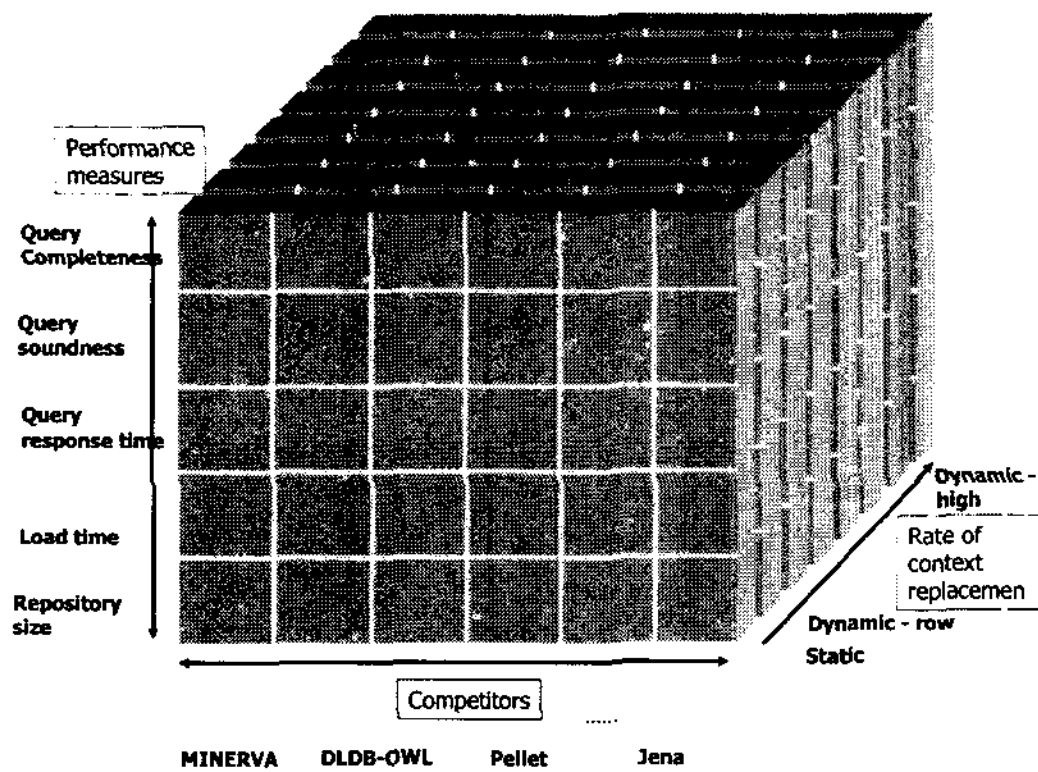 Performance
measures
Query
Completeness
Query
soundness
Query
response time
Load time
Repository
size
Dynamic -
high
Rate of
context
replacemen
Dynamic - row
Static
Competitors
......
MINERVA DLDB-OWL Pellet Jena